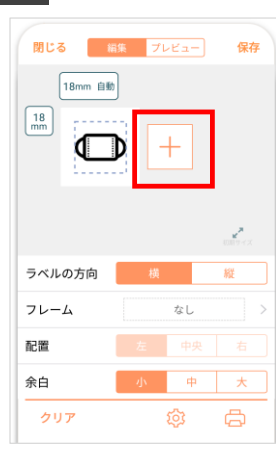 閉じる 編集 プレビュー 保存
18mm 自動
18
mm
ラベルの方向 横 縦
フレーム なし
配置 左 中央 右
余白 小 中 大
クリア